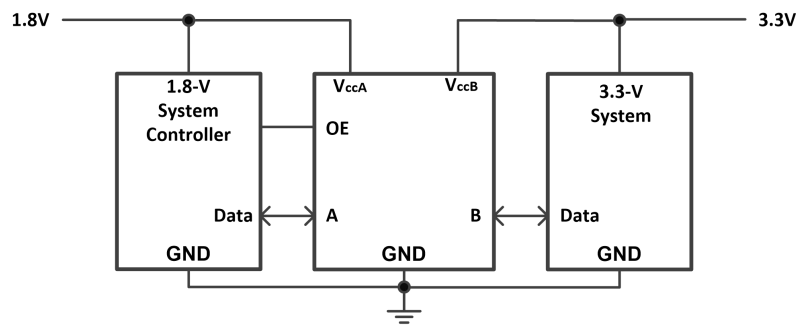 1.8V
3.3V
1.8-V
System
Controller
VccA
VccB
3.3-V
System
OE
Data
A
B
Data
GND
GND
GND